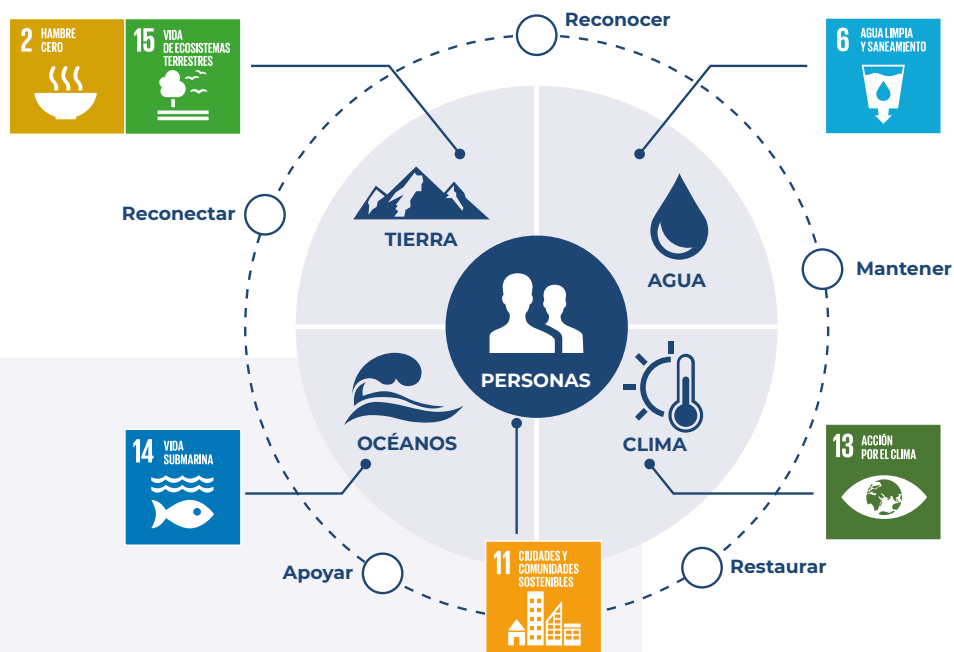 Reconocer
2 HAMBRE
CERO
15 VIDA
DE ECOSISTEMAS
TERRESTRES
6 AGUA LIMPIA
Y SANEAMIENTO
Reconectar
TIERRA
AGUA
Mantener
PERSONAS
OCÉANOS
CLIMA
14 VIDA
SUBMARINA
13 ACCIÓN
POR EL CLIMA
Apoyar
11 CIUDADES Y
COMUNIDADES
SOSTENIBLES
Restaurar